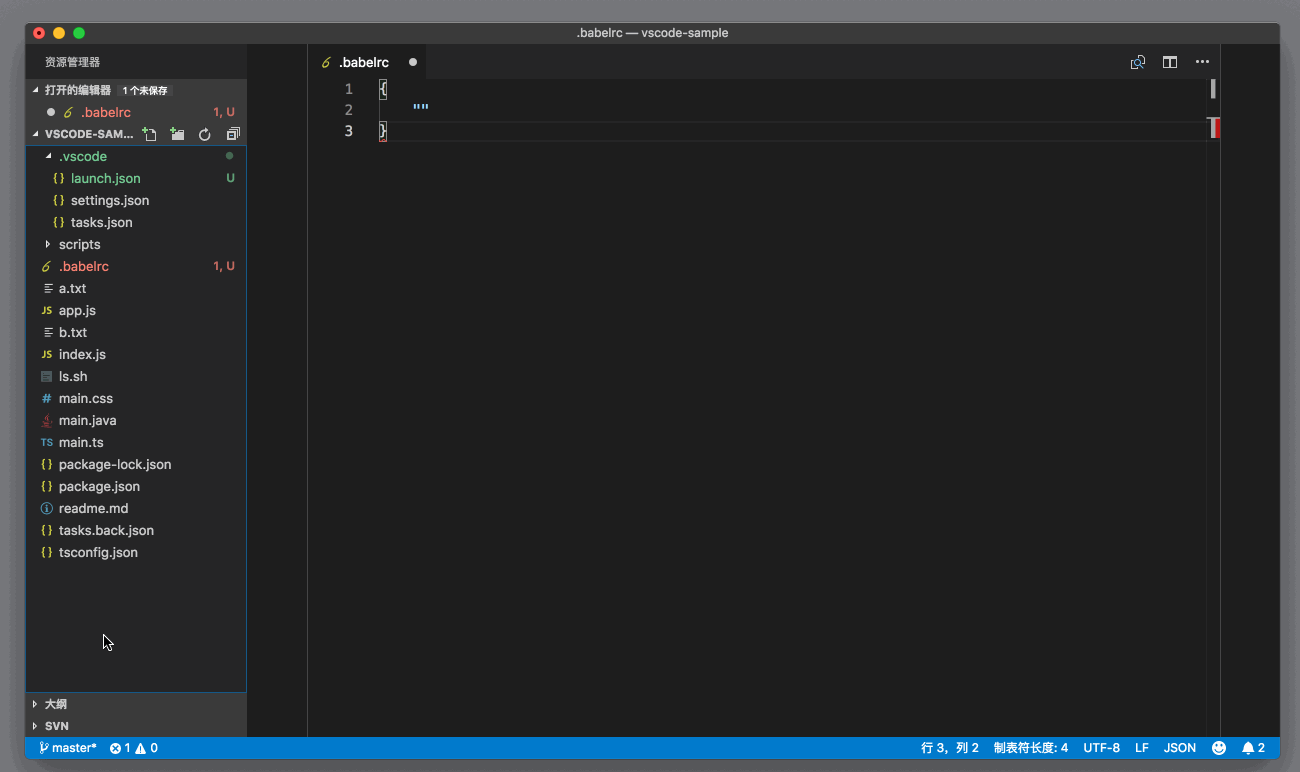 .babelrc — vscode-sample
资源管理器
打开的编辑器 1 个未保存
.babelrc 1, U
VSCODE-SAM...
.vscode
{} launch.json U
{} settings.json
{} tasks.json
scripts
.babelrc 1, U
a.txt
JS app.js
b.txt
JS index.js
ls.sh
# main.css
main.java
TS main.ts
{} package-lock.json
{} package.json
readme.md
{} tasks.back.json
{} tsconfig.json
大纲
SVN
.babelrc
1 {
2 ""
3 }
master* 1 0
行 3，列 2 制表符长度: 4 UTF-8 LF JSON 2